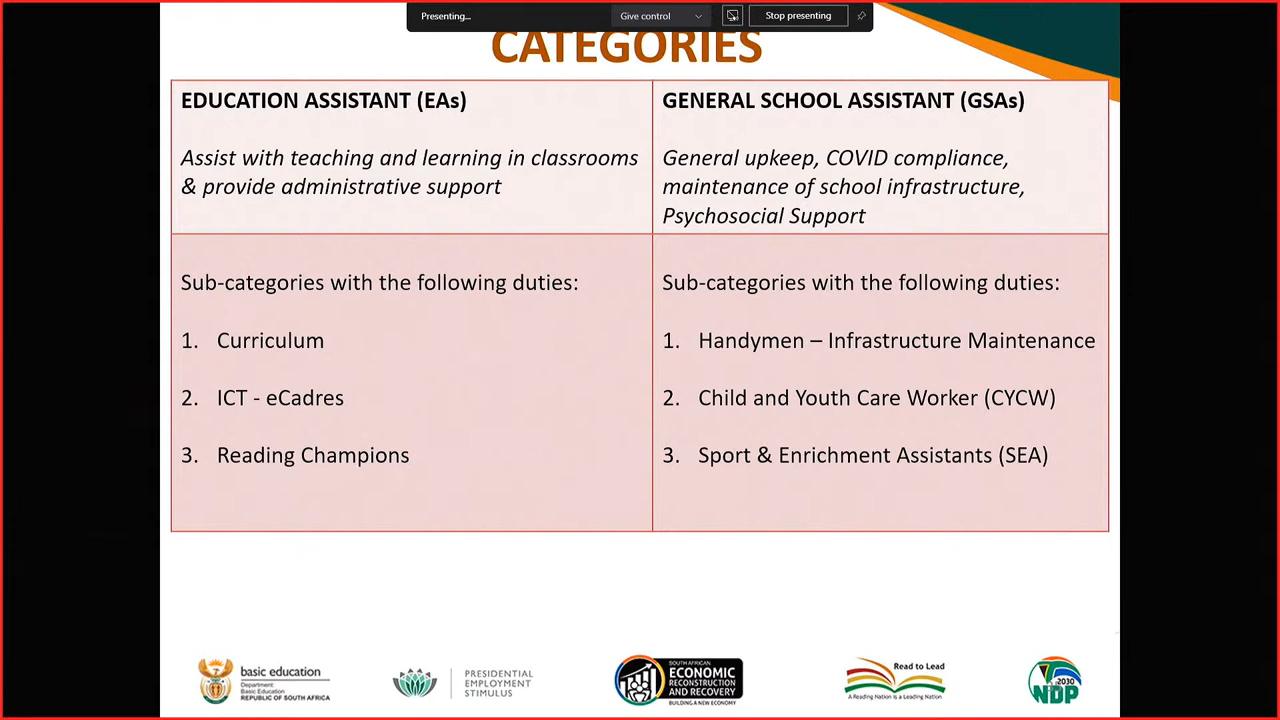 Presenting...
Give control
Stop presenting
CATEGORIES
EDUCATION ASSISTANT (EAs)
Assist with teaching and learning in classrooms
& provide administrative support
GENERAL SCHOOL ASSISTANT (GSAs)
General upkeep, COVID compliance,
maintenance of school infrastructure,
Psychosocial Support
Sub-categories with the following duties:
1. Curriculum
2. ICT - eCadres
3. Reading Champions
Sub-categories with the following duties:
1. Handymen – Infrastructure Maintenance
2. Child and Youth Care Worker (CYCW)
3. Sport & Enrichment Assistants (SEA)
basic education
Department:
Basic Education
REPUBLIC OF SOUTH AFRICA
PRESIDENTIAL
EMPLOYMENT
STIMULUS
SOUTH AFRICAN
ECONOMIC
RECONSTRUCTION
AND RECOVERY
BUILDING A NEW ECONOMY
Read to Lead
A Reading Nation is a Leading Nation
2030
NDP